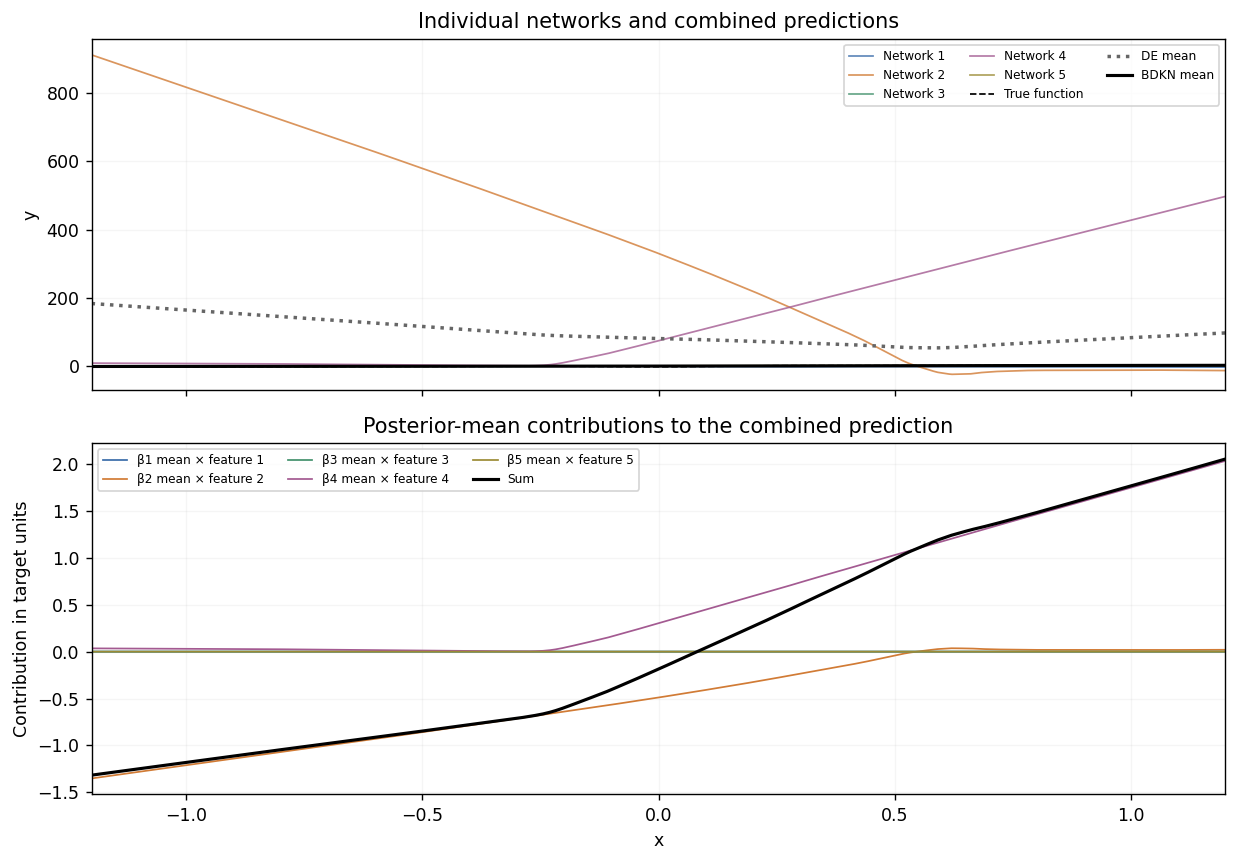 Individual networks and combined predictions
Network 1
Network 2
Network 3
Network 4
Network 5
True function
DE mean
BDKN mean
y
800
600
400
200
0
Posterior-mean contributions to the combined prediction
β1 mean × feature 1
β2 mean × feature 2
β3 mean × feature 3
β4 mean × feature 4
β5 mean × feature 5
Sum
Contribution in target units
2.0
1.5
1.0
0.5
0.0
−0.5
−1.0
−1.5
−1.0
−0.5
0.0
0.5
1.0
x